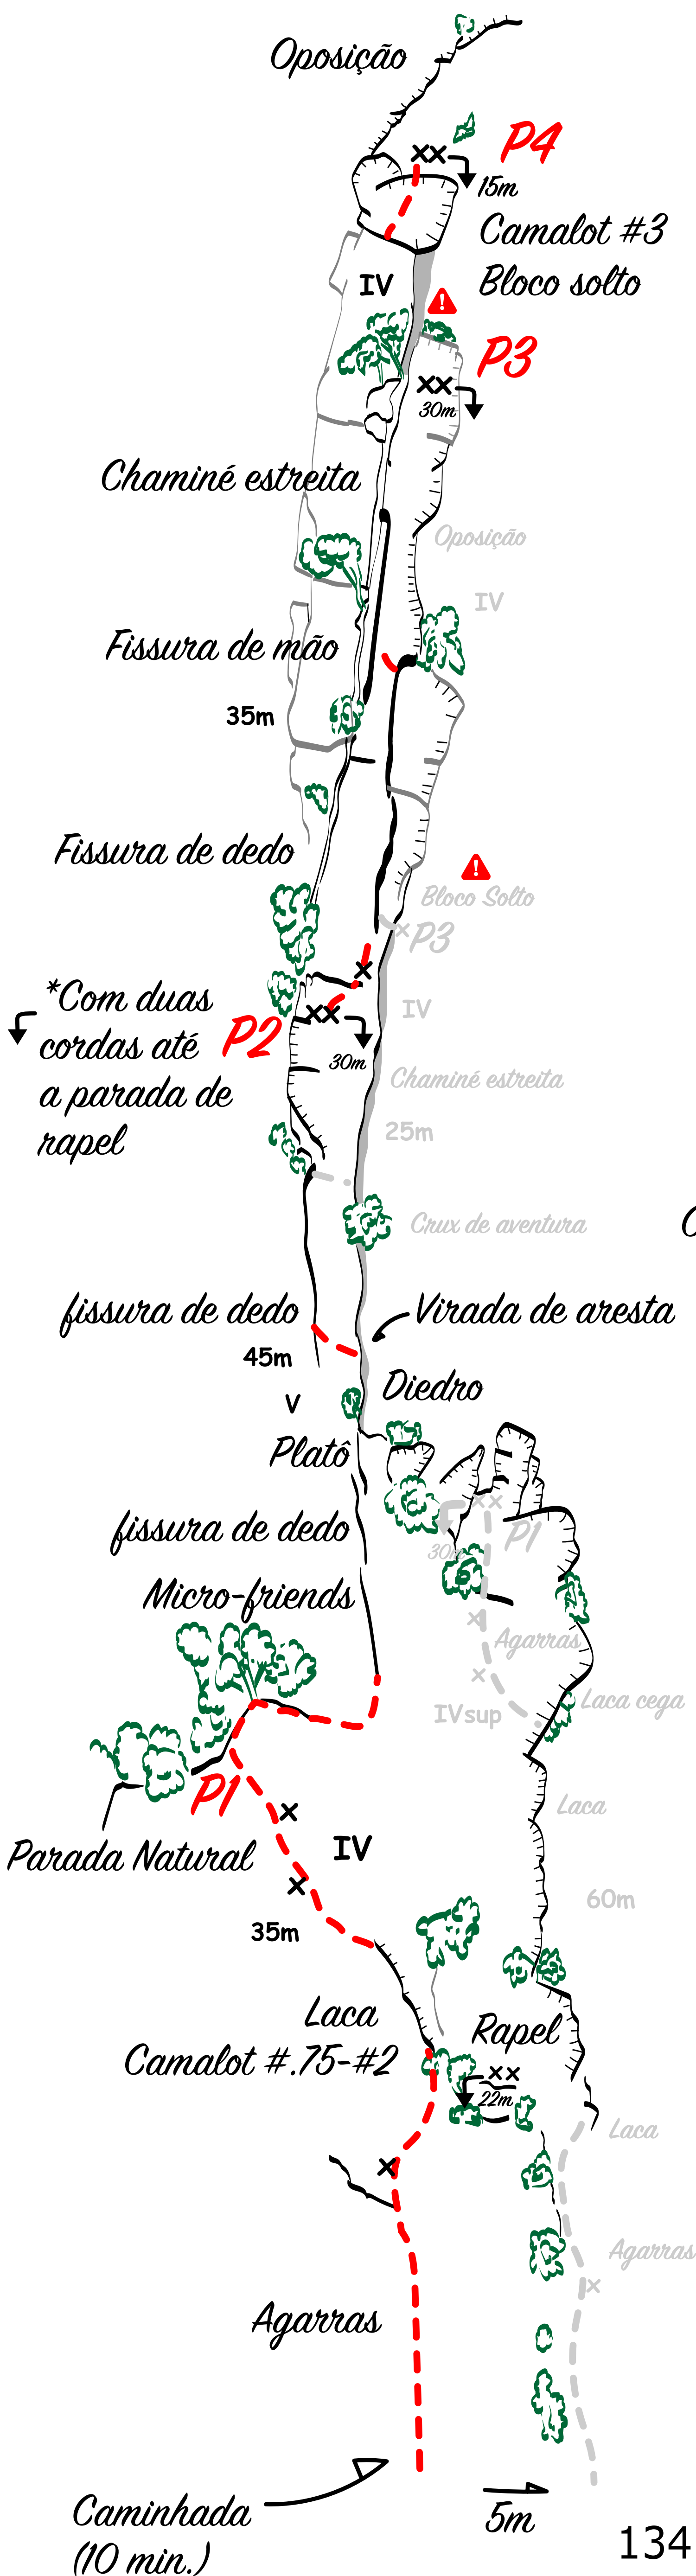 Oposição
P4
15m
Camalot #3
Bloco solto
IV
P3
30m
Chaminé estreita
Oposição
IV
Fissura de mão
35m
Fissura de dedo
Bloco Solto
P3
*Com duas
cordas até
a parada de
rapel
P2
IV
30m
Chaminé estreita
25m
Crux de aventura
fissura de dedo
Virada de aresta
45m
V
Diedro
Platô
fissura de dedo
P1
30m
Micro-friends
Agarras
Laca cega
IVsup
P1
Laca
Parada Natural
IV
60m
35m
Laca
Camalot #.75-#2
Rapel
22m
Laca
Agarras
Agarras
Caminhada
(10 min.)
5m
134